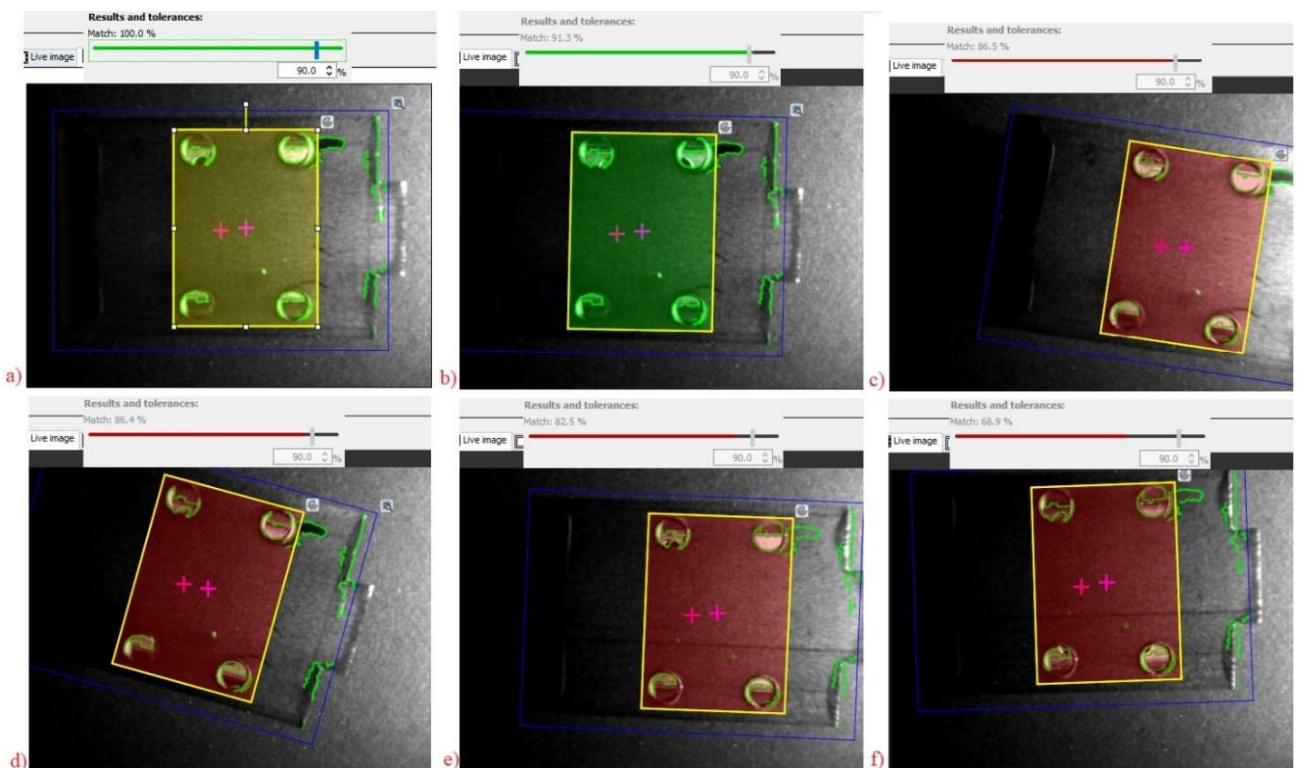 Results and tolerances:
Match: 100.0 %
Live image
90.0 %
a)
Results and tolerances:
Match: 91.3 %
Live image
90.0 %
b)
Results and tolerances:
Match: 86.5 %
Live image
90.0 %
c)
Results and tolerances:
Match: 86.4 %
Live image
90.0 %
d)
Results and tolerances:
Match: 82.5 %
Live image
90.0 %
e)
Results and tolerances:
Match: 68.9 %
Live image
90.0 %
f)